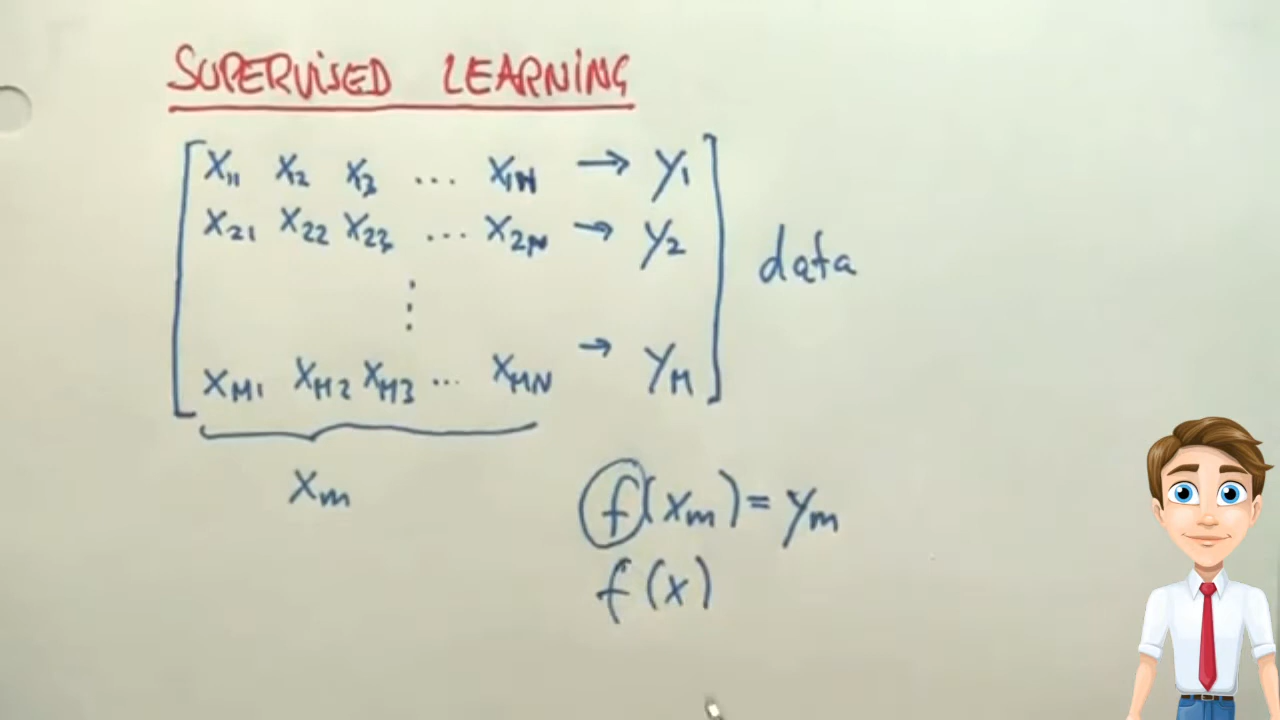 SUPERVISED LEARNING
x₁₁ x₂ x₃ ... x₁N → y₁
x₂₁ x₂₂ x₂₃ ... x₂N → y₂
⋮
data
xM1 xM2 xM3 ... xMN → yM
xm
f(xm) = ym
f(x)